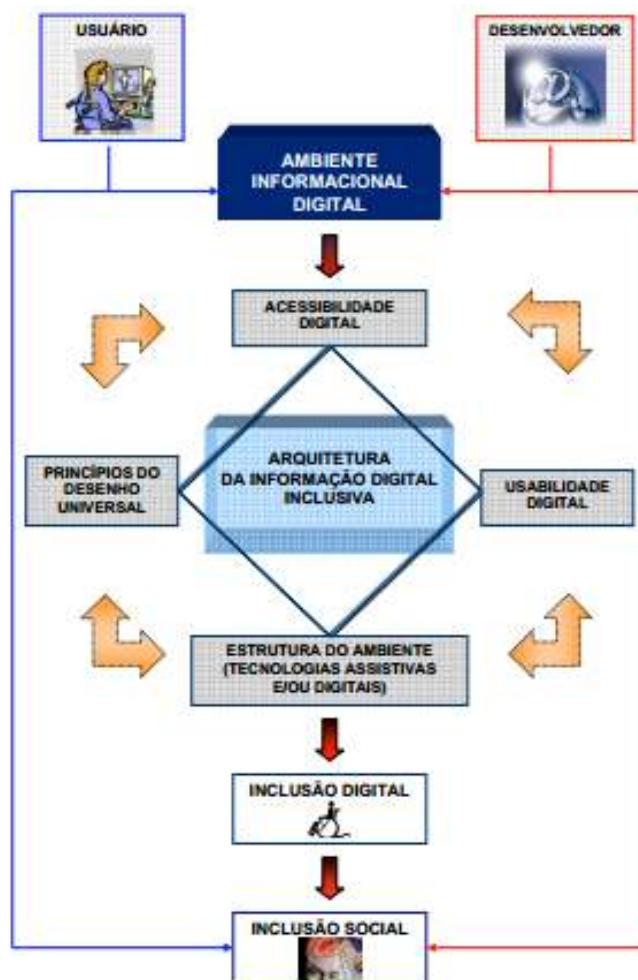 USUÁRIO
DESENVOLVEDOR
AMBIENTE
INFORMACIONAL
DIGITAL
ACESSIBILIDADE
DIGITAL
PRINCÍPIOS DO
DESENHO
UNIVERSAL
ARQUITETURA
DA INFORMAÇÃO DIGITAL
INCLUSIVA
USABILIDADE
DIGITAL
ESTRUTURA DO AMBIENTE
(TECNOLOGIAS ASSISTIVAS
E/OU DIGITAIS)
INCLUSÃO DIGITAL
INCLUSÃO SOCIAL